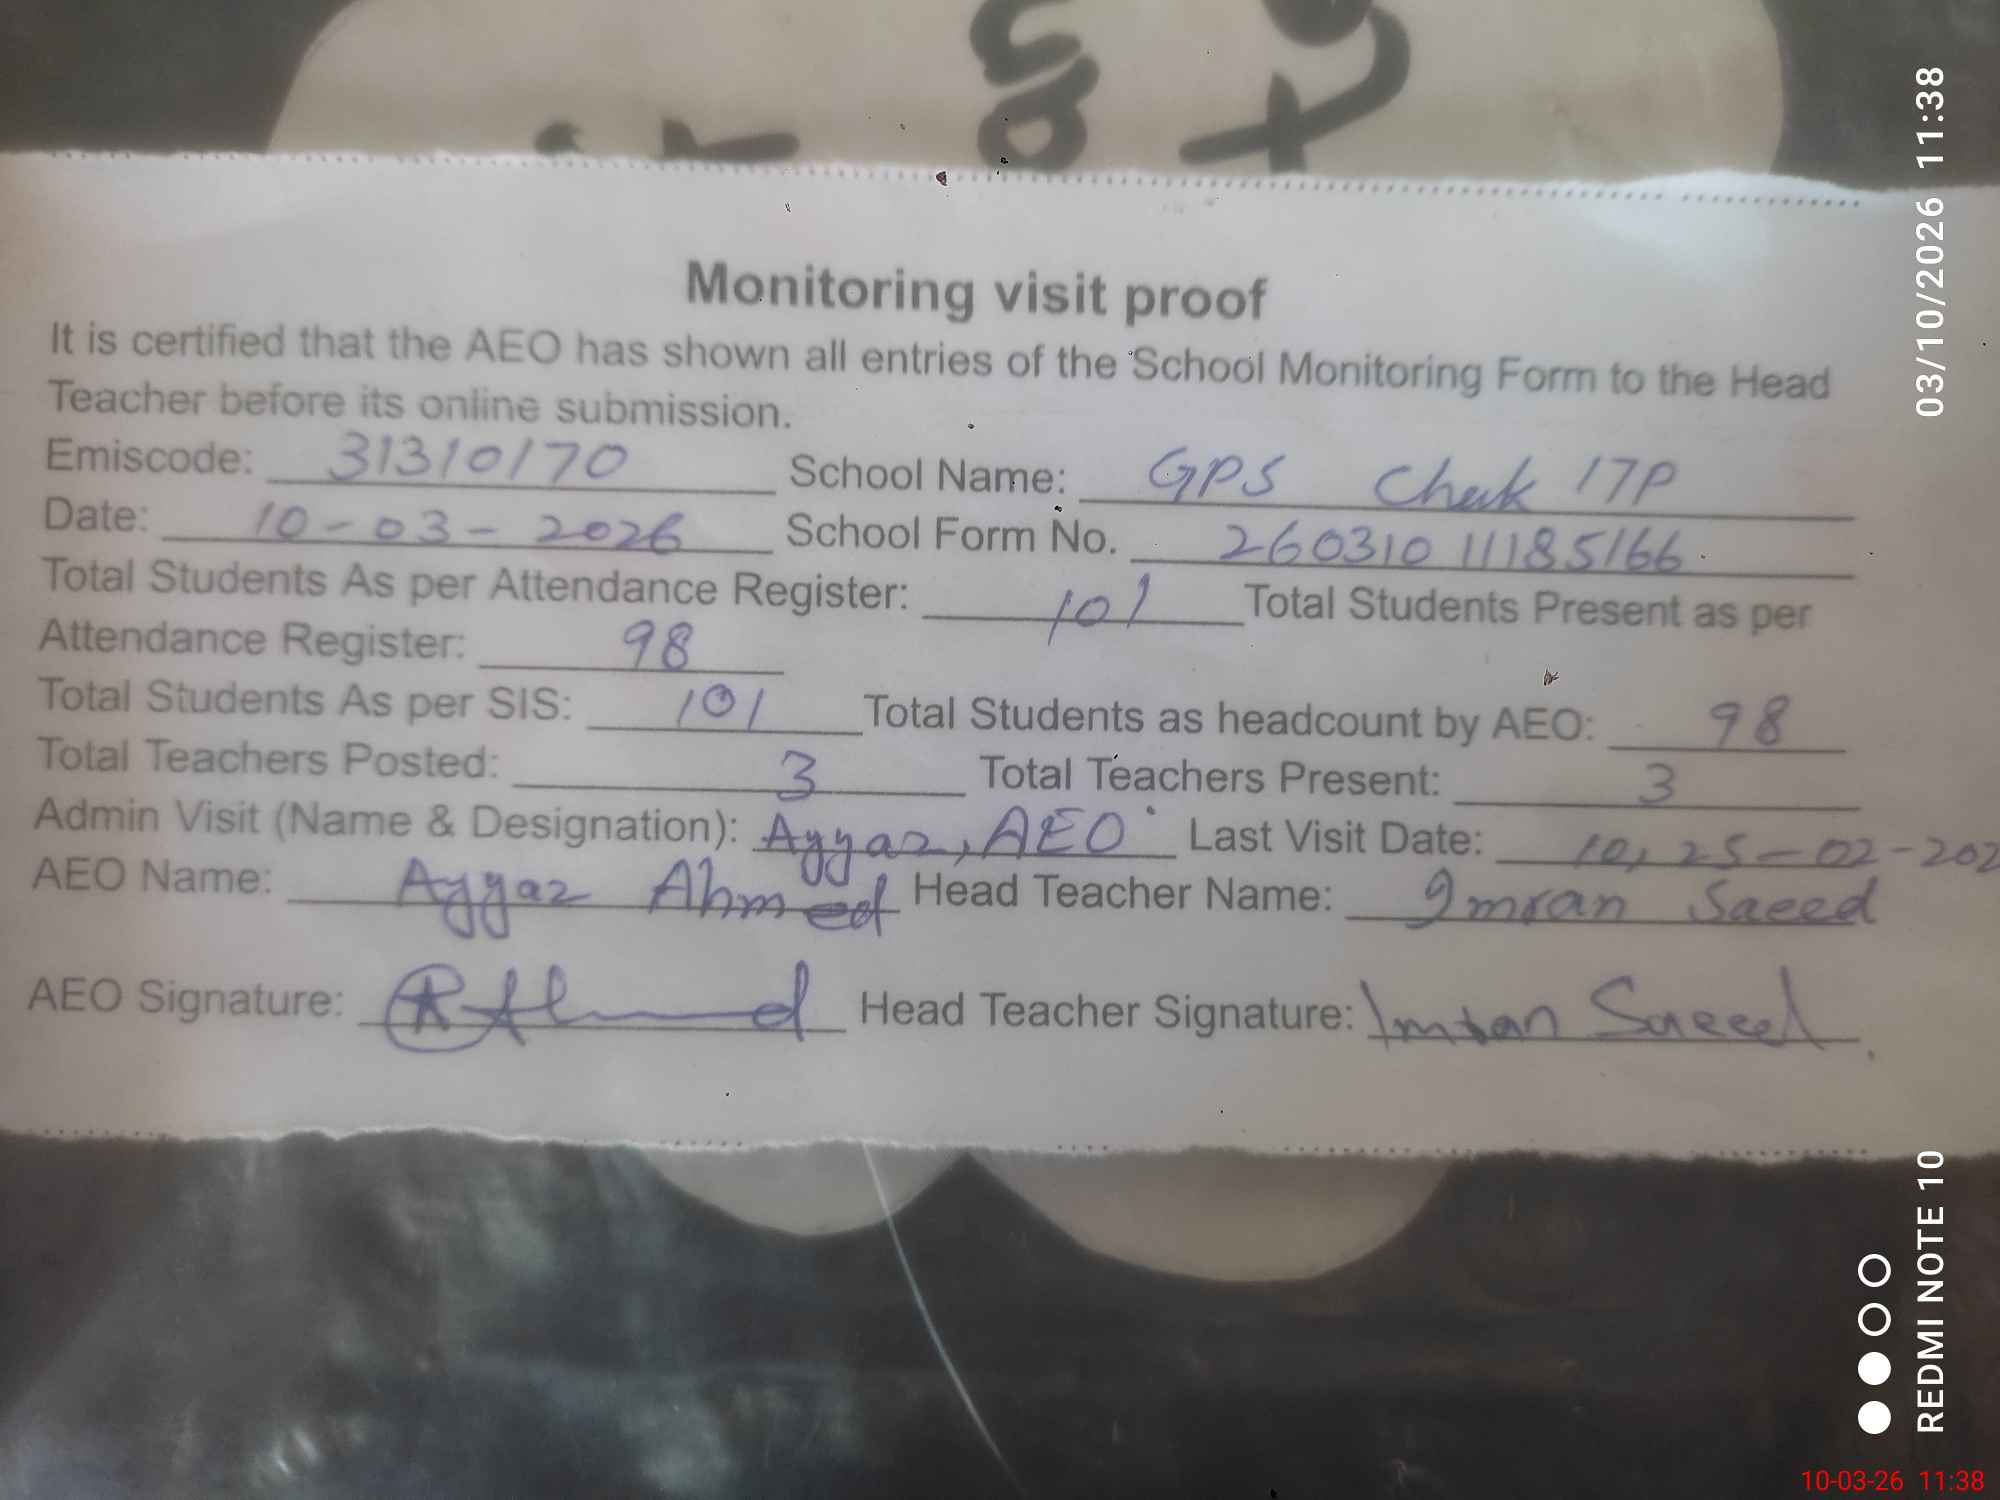 Monitoring visit proof
It is certified that the AEO has shown all entries of the School Monitoring Form to the Head
Teacher before its online submission.
Emiscode: 31310170 School Name: GPS Chak 17P
Date: 10-03-2026 School Form No. 26031011185166
Total Students As per Attendance Register: 101 Total Students Present as per
Attendance Register: 98
Total Students As per SIS: 101 Total Students as headcount by AEO: 98
Total Teachers Posted: 3 Total Teachers Present: 3
Admin Visit (Name & Designation): Ayyaz, AEO Last Visit Date: 10, 25-02-202
AEO Name: Ayyaz Ahmed Head Teacher Name: Imran Saeed
AEO Signature: Head Teacher Signature: Imran Saeed
03/10/2026 11:38
REDMI NOTE 10
10-03-26 11:38